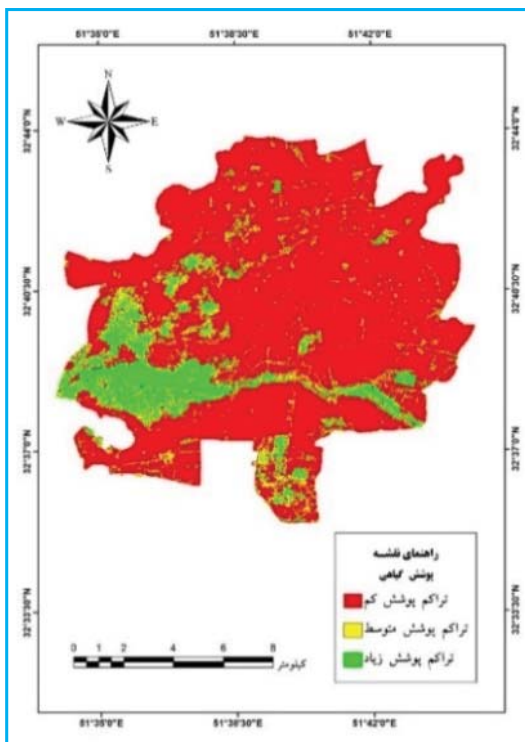 51°35'0"E 51°38'30"E 51°42'0"E
N
W E
S
32°44'0"N 32°44'0"N
32°40'30"N 32°40'30"N
32°37'0"N 32°37'0"N
32°33'30"N 32°33'30"N
راهنمای نقشه
پوشش گیاهی
تراکم پوشش کم
تراکم پوشش متوسط
تراکم پوشش زیاد
0 1 2 4 6 8
کیلومتر
51°35'0"E 51°38'30"E 51°42'0"E